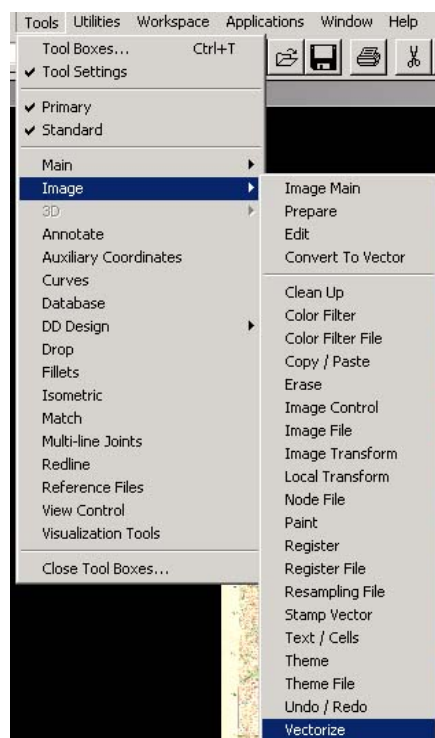 Tools Utilities Workspace Applications Window Help
Tool Boxes... Ctrl+T
Tool Settings
Primary
Standard
Main
Image
3D
Annotate
Auxiliary Coordinates
Curves
Database
DD Design
Drop
Fillets
Isometric
Match
Multi-line Joints
Redline
Reference Files
View Control
Visualization Tools
Close Tool Boxes...
Image Main
Prepare
Edit
Convert To Vector
Clean Up
Color Filter
Color Filter File
Copy / Paste
Erase
Image Control
Image File
Image Transform
Local Transform
Node File
Paint
Register
Register File
Resampling File
Stamp Vector
Text / Cells
Theme
Theme File
Undo / Redo
Vectorize